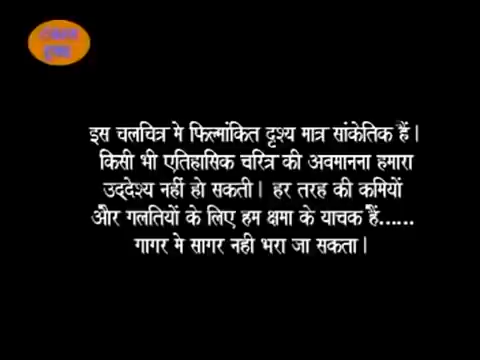 इस चलचित्र मे फिल्मांकित दृश्य मात्र सांकेतिक हैं|
किसी भी एतिहासिक चरित्र की अवमानना हमारा
उद्देश्य नहीं हो सकती| हर तरह की कमियों
और गलतियों के लिए हम क्षमा के याचक हैं......
गागर मे सागर नही भरा जा सकता|